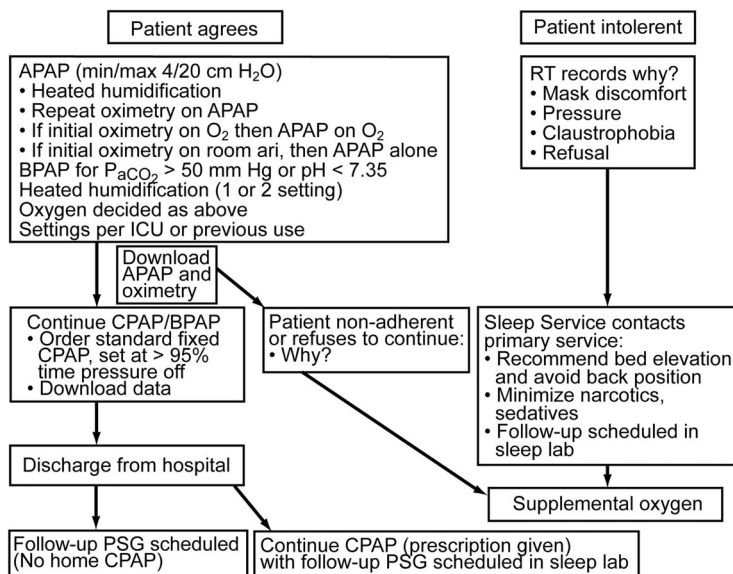 Patient agrees
APAP (min/max 4/20 cm H₂O)
• Heated humidification
• Repeat oximetry on APAP
• If initial oximetry on O₂ then APAP on O₂
• If initial oximetry on room ari, then APAP alone
BPAP for PaCO₂ > 50 mm Hg or pH < 7.35
Heated humidification (1 or 2 setting)
Oxygen decided as above
Settings per ICU or previous use
Patient intolerent
RT records why?
• Mask discomfort
• Pressure
• Claustrophobia
• Refusal
Download
APAP and
oximetry
Continue CPAP/BPAP
• Order standard fixed
CPAP, set at > 95%
time pressure off
• Download data
Patient non-adherent
or refuses to continue:
• Why?
Sleep Service contacts
primary service:
• Recommend bed elevation
and avoid back position
• Minimize narcotics,
sedatives
• Follow-up scheduled in
sleep lab
Discharge from hospital
Supplemental oxygen
Follow-up PSG scheduled
(No home CPAP)
Continue CPAP (prescription given)
with follow-up PSG scheduled in sleep lab